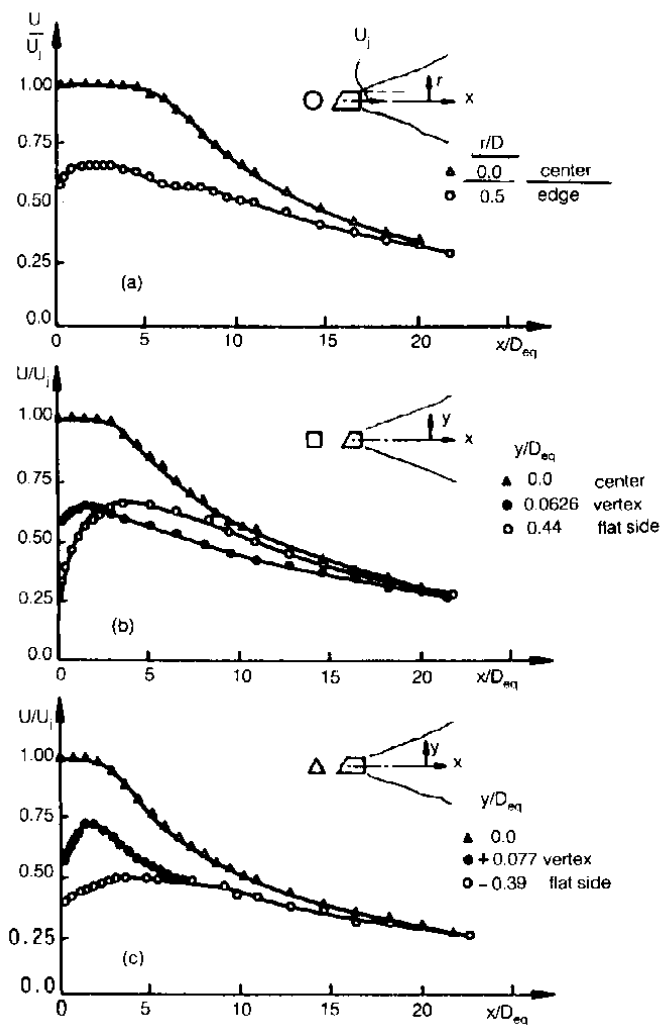 U
U_j
U_j
1.00
r
x
0.75
r/D
0.0 center
0.50
0.5 edge
0.25
(a)
0.0
0 5 10 15 20
x/D_eq
U/U_j
1.00
y
x
y/D_eq
0.75
0.0 center
0.0626 vertex
0.50
0.44 flat side
0.25
(b)
0.0
0 5 10 15 20
x/D_eq
U/U_j
1.00
y
x
y/D_eq
0.75
0.0
+0.077 vertex
0.50
-0.39 flat side
0.25
(c)
0.0
0 5 10 15 20
x/D_eq